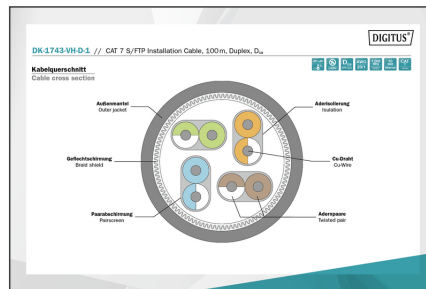 DIGITUS®
DK-1743-VH-D-1 // CAT 7 S/FTP Installation Cable, 100 m, Duplex, Dca
Kabelquerschnitt
Cable cross section
Außenmantel
Outer jacket
Aderisolierung
Insulation
Geflechtschirmung
Braid shield
Cu-Draht
Cu-Wire
Paarabschirmung
Pairscreen
Adernpaare
Twisted pair